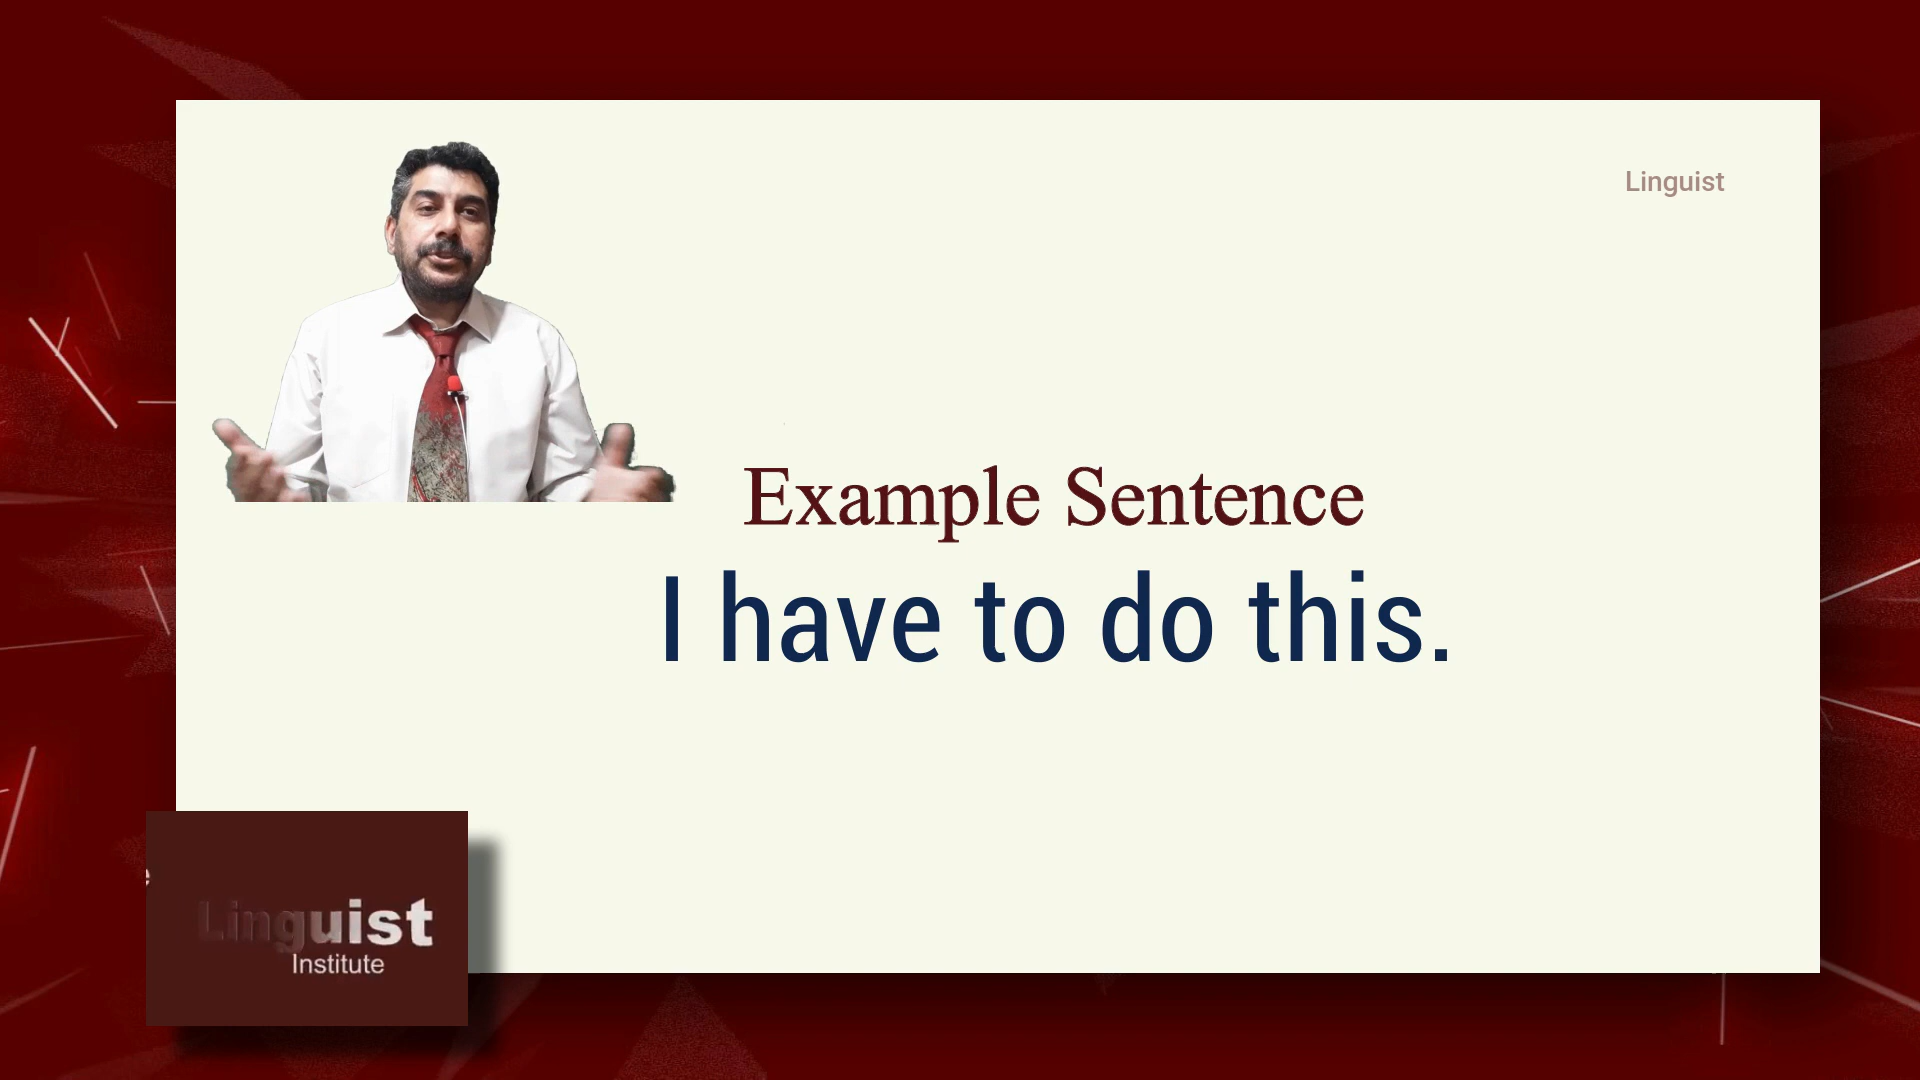 Linguist
Example Sentence
I have to do this.
Linguist
Institute